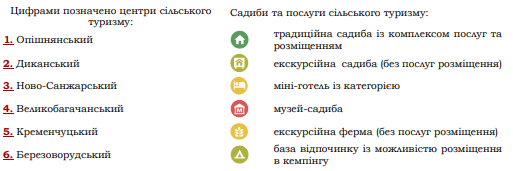 Цифрами позначено центри сільського
туризму:
1. Опішнянський
2. Диканський
3. Ново-Санжарський
4. Великобагачанський
5. Кременчуцький
6. Березоворудський
Садиби та послуги сільського туризму:
традиційна садиба із комплексом послуг та
розміщенням
екскурсійна садиба (без послуг розміщення)
міні-готель із категорією
музей-садиба
екскурсійна ферма (без послуг розміщення)
база відпочинку із можливістю розміщення
в кемпінгу